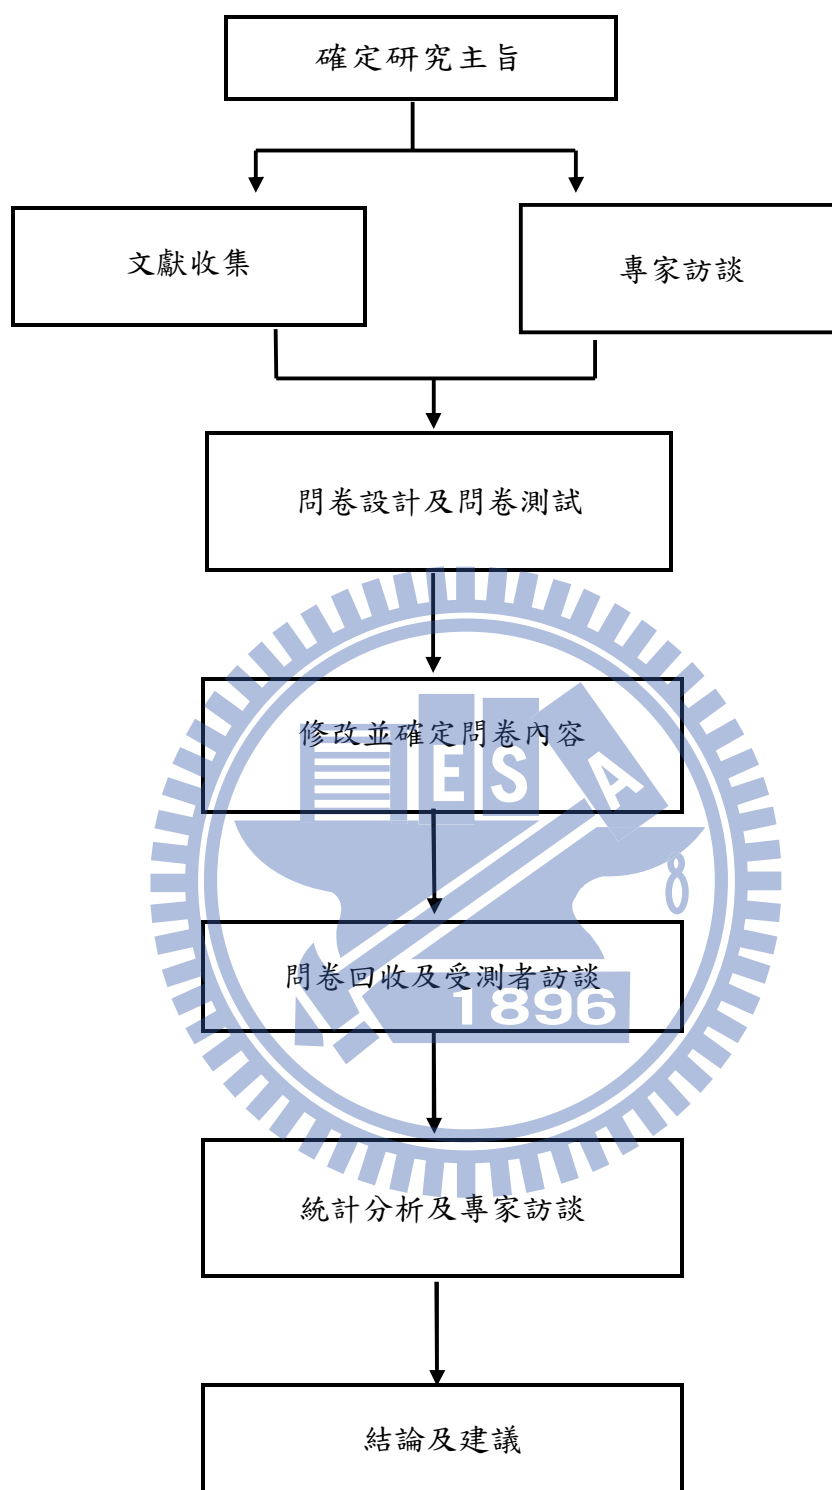 確定研究主旨
文獻收集
專家訪談
問卷設計及問卷測試
修改並確定問卷內容
E S A
8
問卷回收及受測者訪談
1896
統計分析及專家訪談
結論及建議